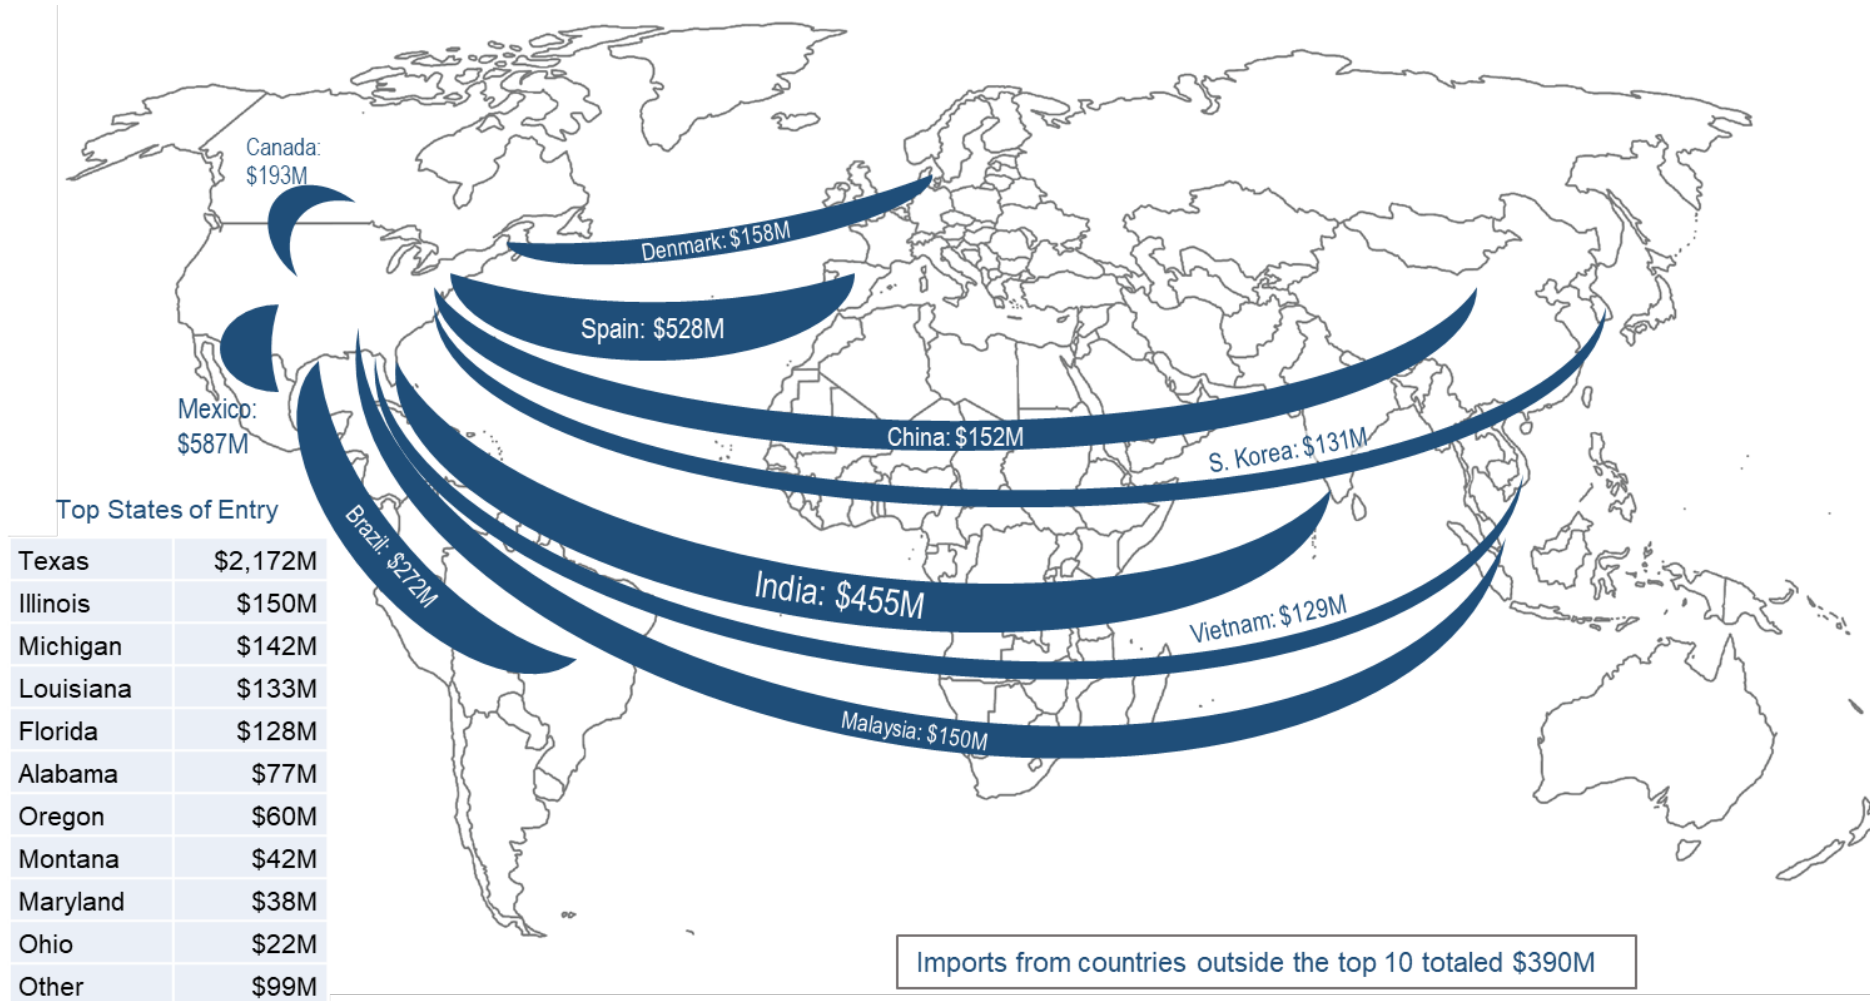 Canada:
$193M
Denmark: $158M
Spain: $528M
Mexico:
$587M
China: $152M
S. Korea: $131M
Brazil: $272M
India: $455M
Vietnam: $129M
Malaysia: $150M
Top States of Entry
Texas $2,172M
Illinois $150M
Michigan $142M
Louisiana $133M
Florida $128M
Alabama $77M
Oregon $60M
Montana $42M
Maryland $38M
Ohio $22M
Other $99M
Imports from countries outside the top 10 totaled $390M